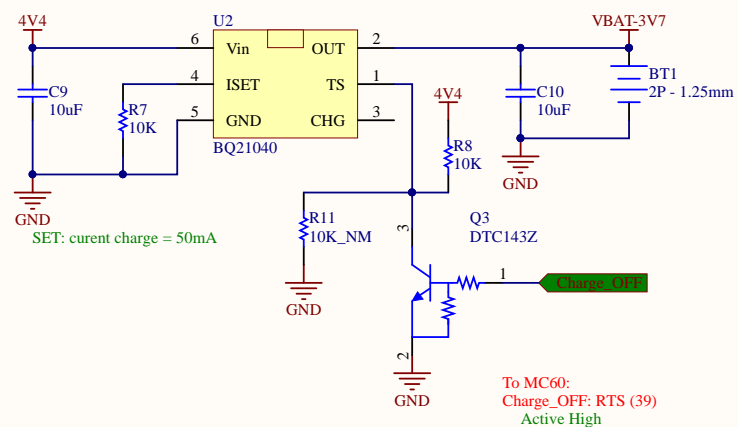 4V4
U2
VBAT-3V7
6
Vin
OUT
2
4
ISET
TS
1
5
GND
CHG
3
BQ21040
C9
10uF
R7
10K
4V4
R8
10K
C10
10uF
BT1
2P - 1.25mm
GND
GND
SET: curent charge = 50mA
R11
10K_NM
GND
3
Q3
DTC143Z
1
Charge_OFF
2
GND
To MC60:
Charge_OFF: RTS (39)
Active High